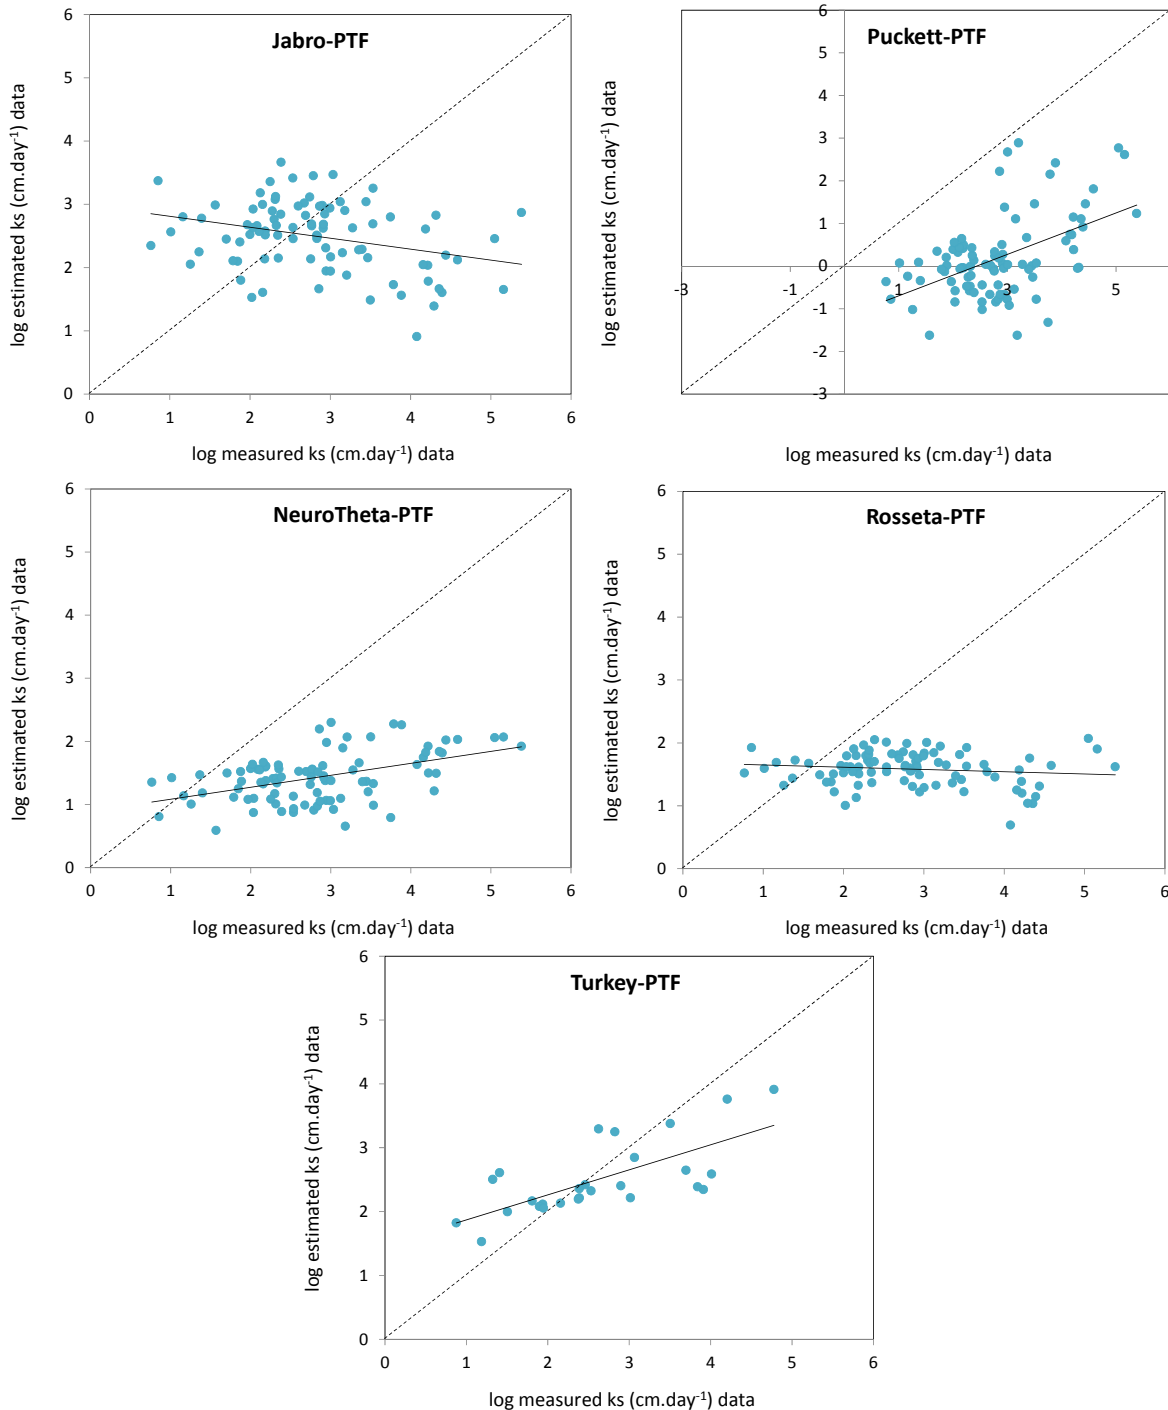 Jabro-PTF
log estimated ks (cm.day-1) data
6
5
4
3
2
1
0
0 1 2 3 4 5 6
log measured ks (cm.day-1) data
Puckett-PTF
log estimated ks (cm.day-1) data
6
5
4
3
2
1
0
-1
-2
-3
-3 -1 1 3 5
log measured ks (cm.day-1) data
NeuroTheta-PTF
log estimated ks (cm.day-1) data
6
5
4
3
2
1
0
0 1 2 3 4 5 6
log measured ks (cm.day-1) data
Rosseta-PTF
log estimated ks (cm.day-1) data
6
5
4
3
2
1
0
0 1 2 3 4 5 6
log measured ks (cm.day-1) data
Turkey-PTF
log estimated ks (cm.day-1) data
6
5
4
3
2
1
0
0 1 2 3 4 5 6
log measured ks (cm.day-1) data